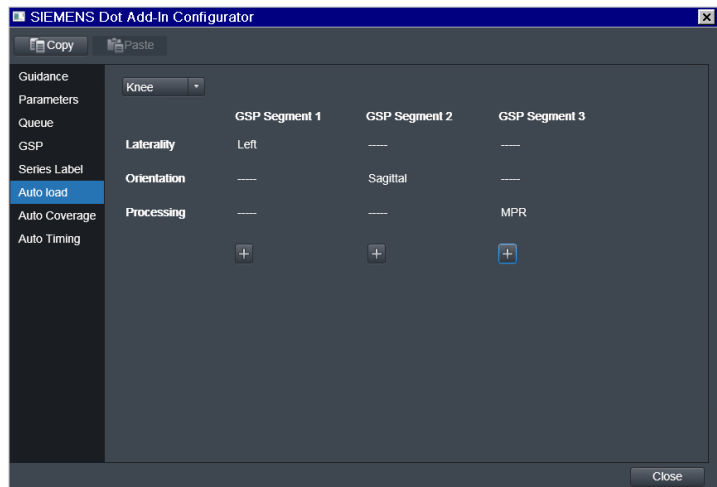 SIEMENS Dot Add-In Configurator
Copy Paste
Guidance
Parameters
Queue
GSP
Series Label
Auto load
Auto Coverage
Auto Timing
Knee
GSP Segment 1 GSP Segment 2 GSP Segment 3
Laterality Left ----- -----
Orientation ----- Sagittal -----
Processing ----- ----- MPR
+ + +
Close